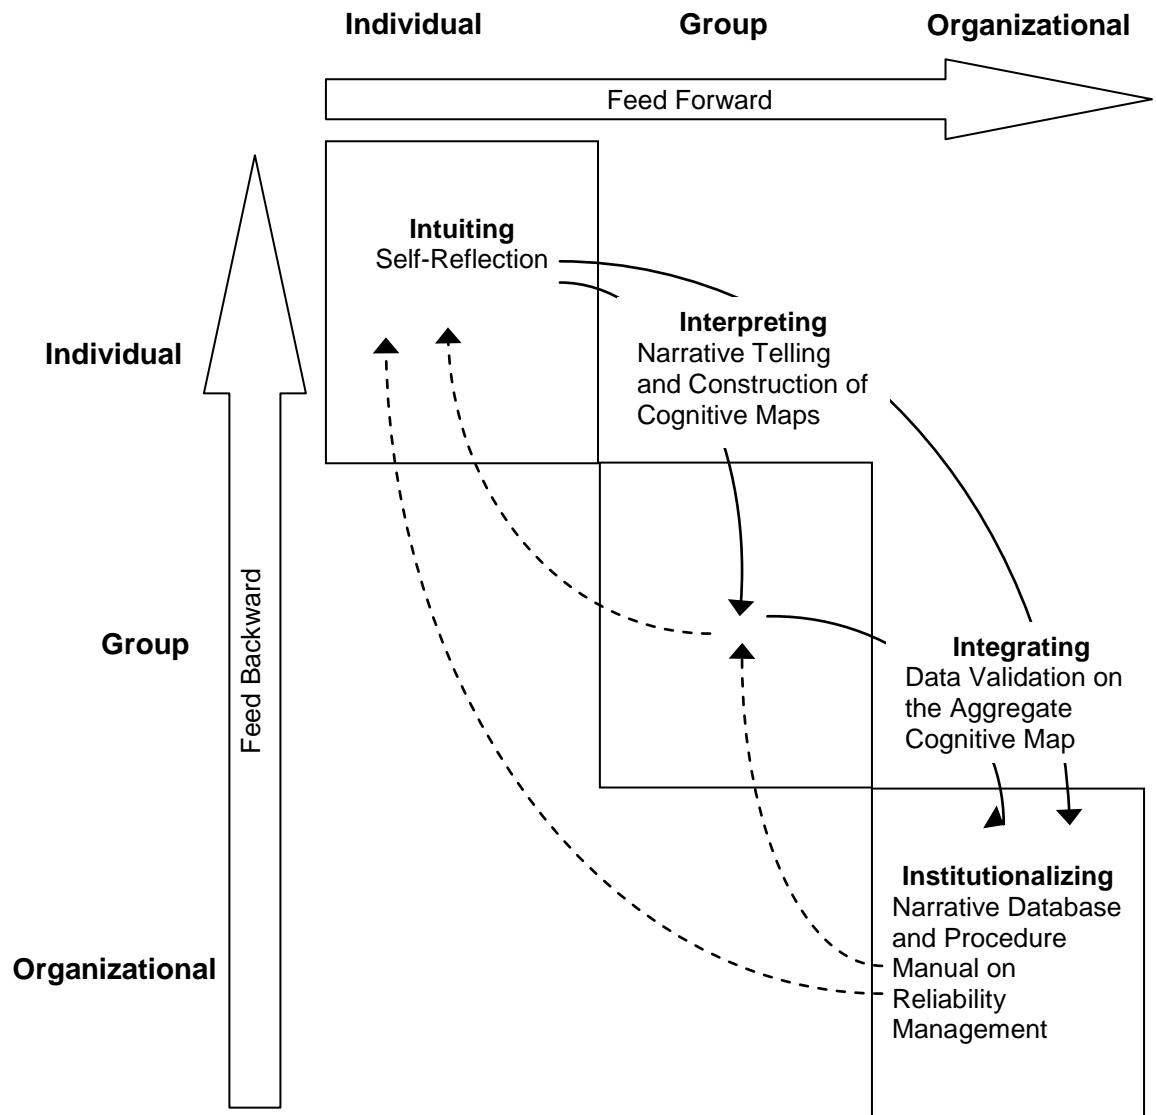 Individual
Group
Organizational
Feed Forward
Intuiting
Self-Reflection
Interpreting
Narrative Telling
and Construction of
Cognitive Maps
Individual
Group
Feed Backward
Integrating
Data Validation on
the Aggregate
Cognitive Map
Institutionalizing
Narrative Database
and Procedure
Manual on
Reliability
Management
Organizational